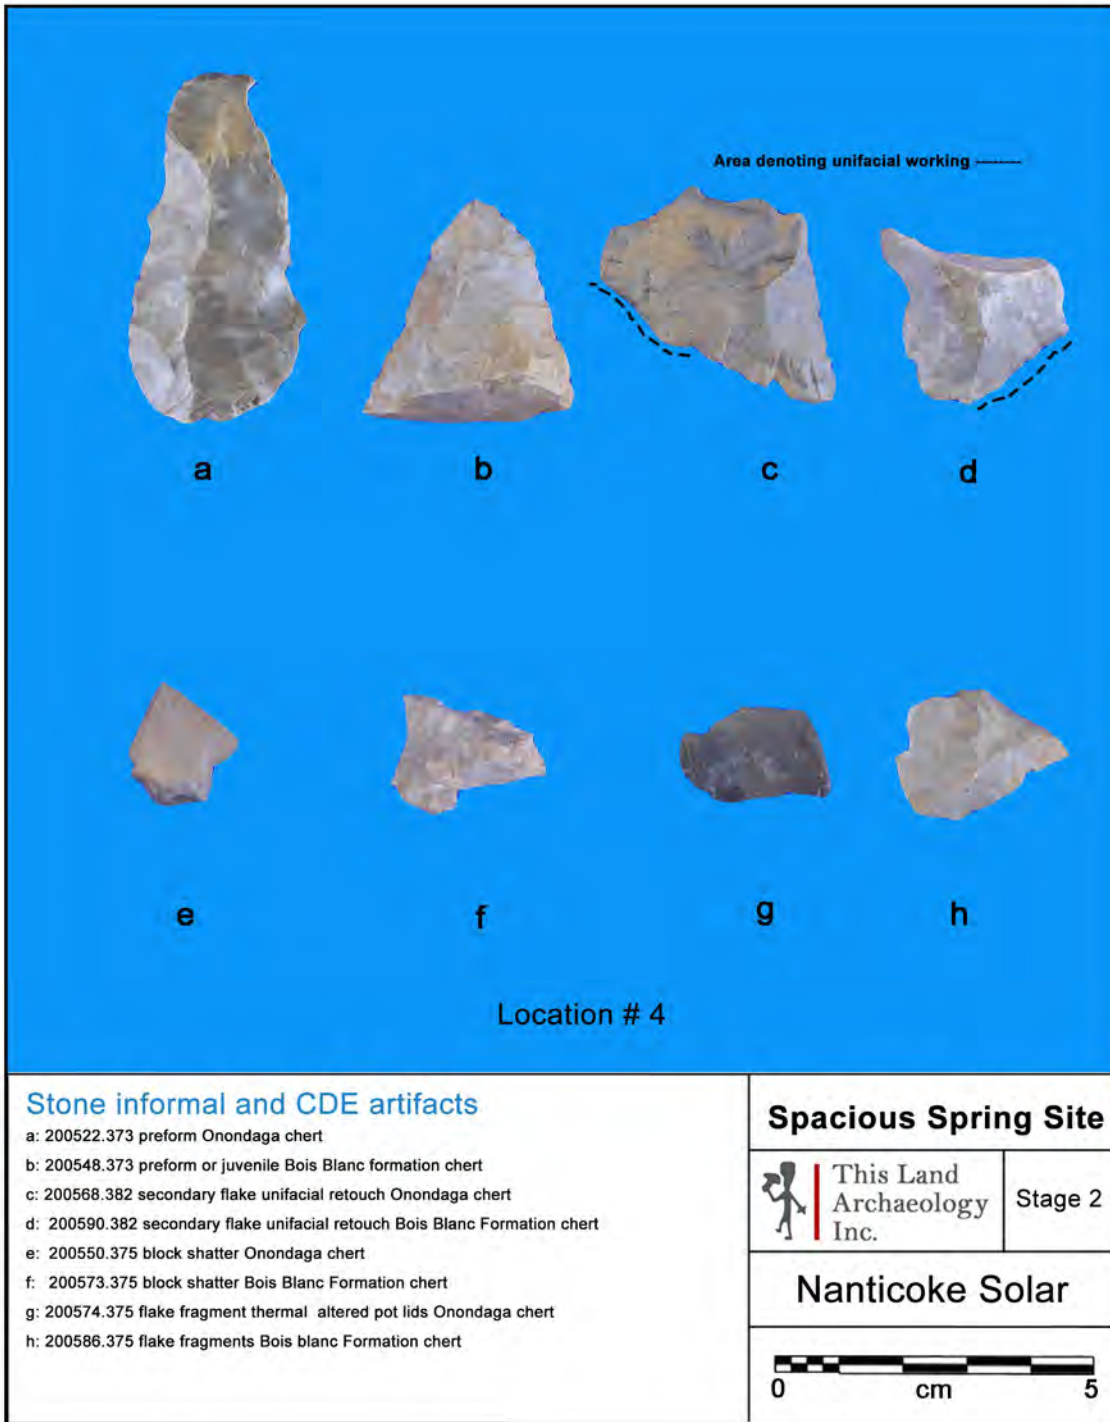 Area denoting unifacial working --------
a
b
c
d
e
f
g
h
Location # 4
Stone informal and CDE artifacts
a: 200522.373 preform Onondaga chert
b: 200548.373 preform or juvenile Bois Blanc formation chert
c: 200568.382 secondary flake unifacial retouch Onondaga chert
d: 200590.382 secondary flake unifacial retouch Bois Blanc Formation chert
e: 200550.375 block shatter Onondaga chert
f: 200573.375 block shatter Bois Blanc Formation chert
g: 200574.375 flake fragment thermal altered pot lids Onondaga chert
h: 200586.375 flake fragments Bois blanc Formation chert
Spacious Spring Site
This Land
Archaeology
Inc.
Stage 2
Nanticoke Solar
0 cm 5